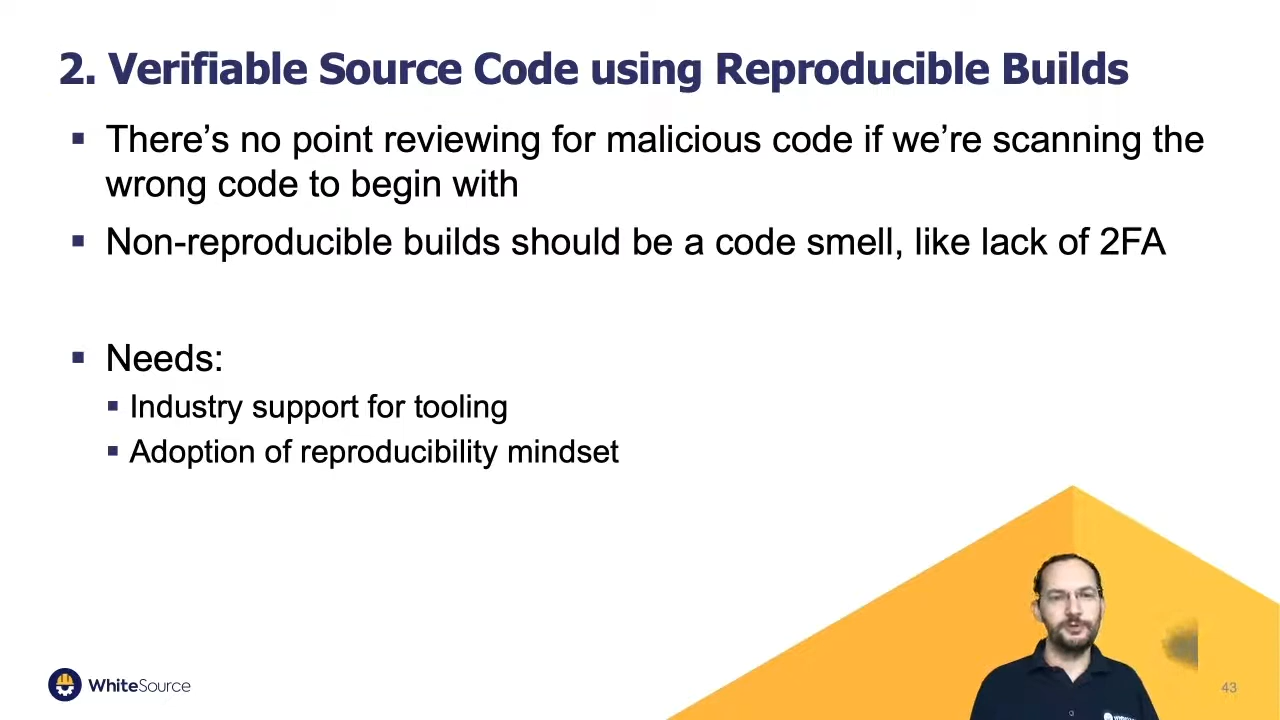 2. Verifiable Source Code using Reproducible Builds
▪ There’s no point reviewing for malicious code if we’re scanning the
wrong code to begin with
▪ Non-reproducible builds should be a code smell, like lack of 2FA
▪ Needs:
▪ Industry support for tooling
▪ Adoption of reproducibility mindset
WhiteSource
43